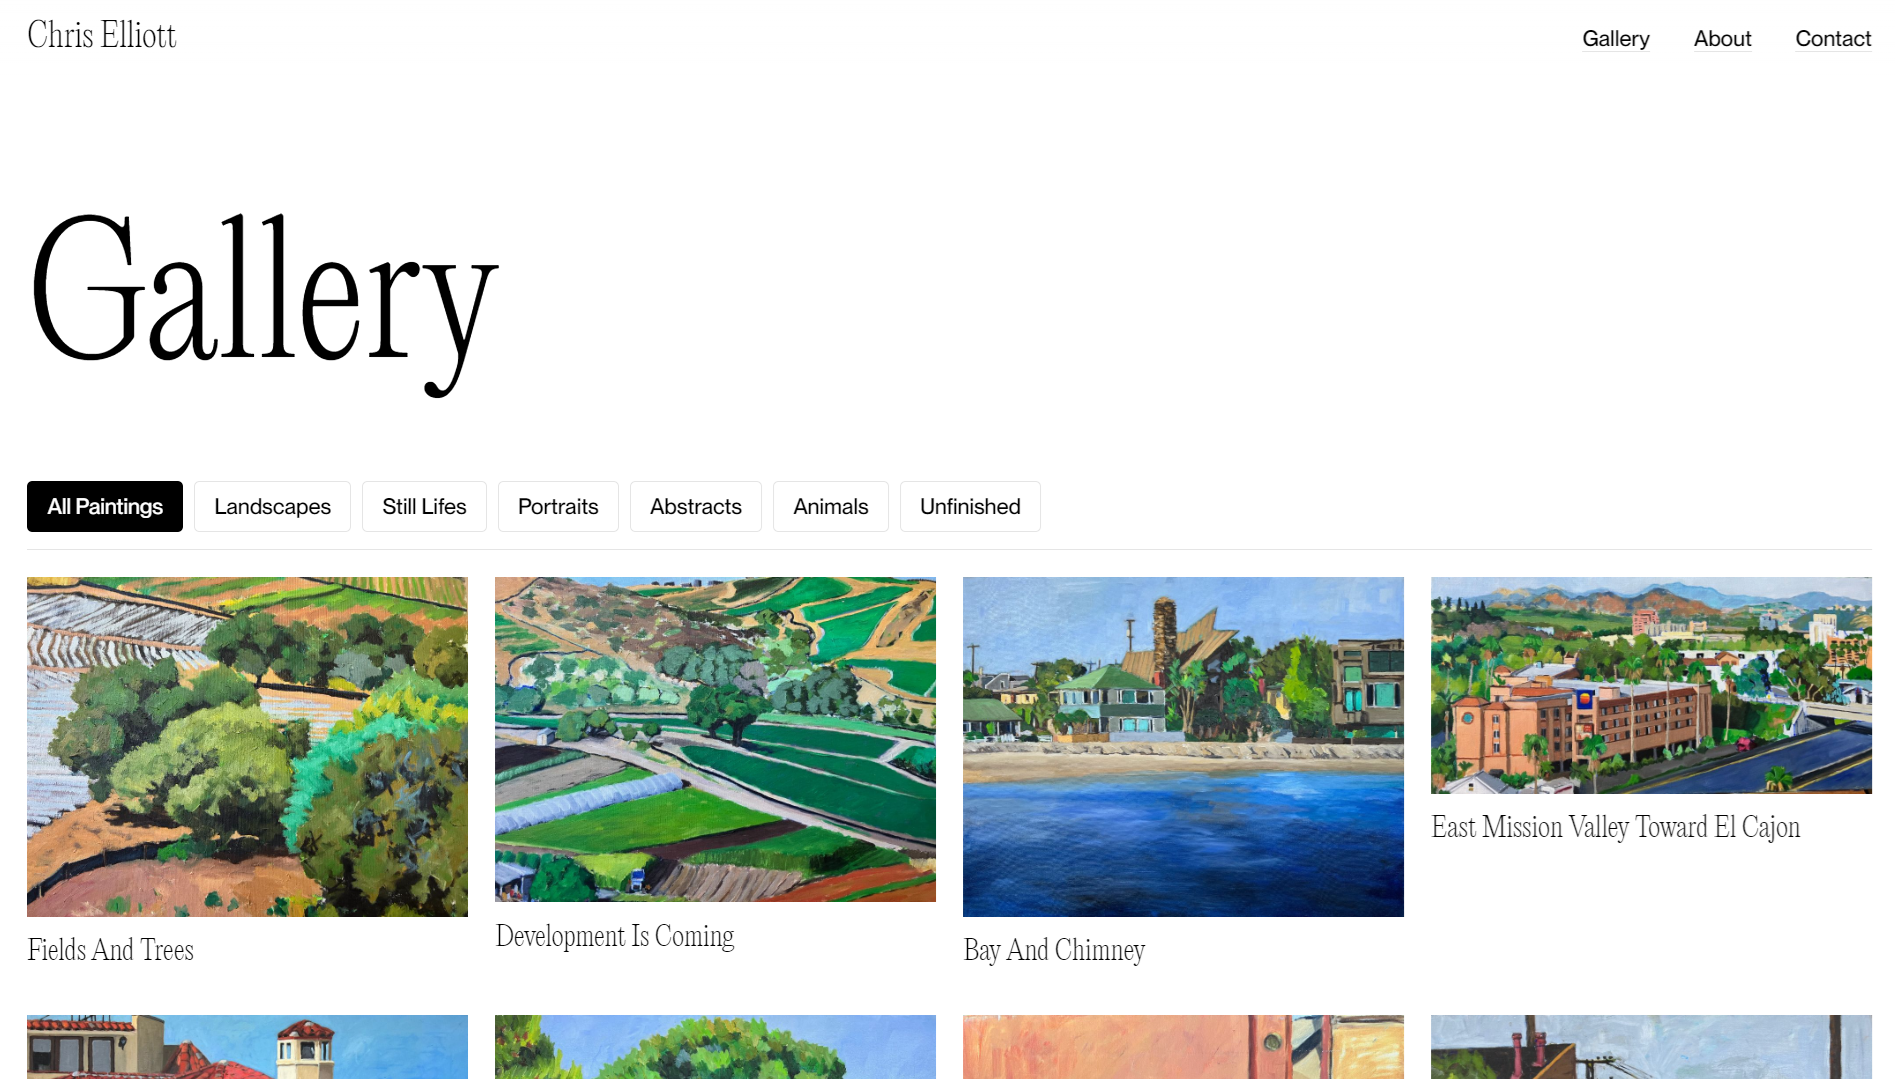 Chris Elliott
Gallery About Contact
Gallery
All Paintings Landscapes Still Lifes Portraits Abstracts Animals Unfinished
Fields And Trees
Development Is Coming
Bay And Chimney
East Mission Valley Toward El Cajon